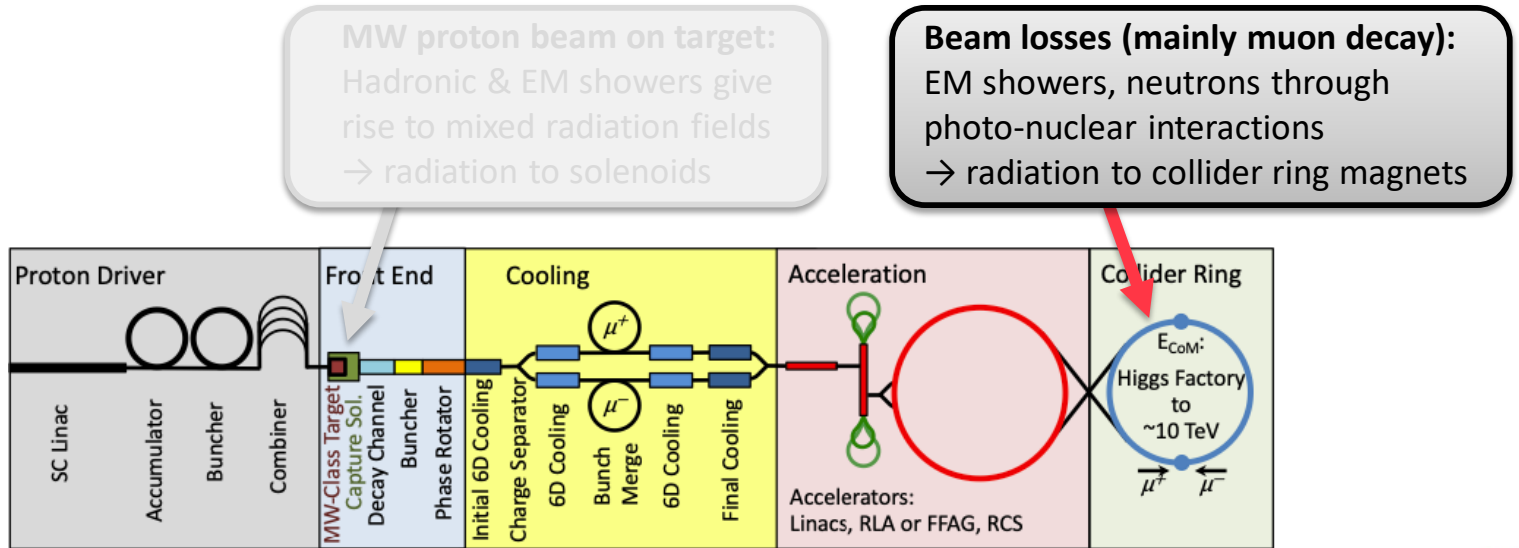 MW proton beam on target:
Hadronic & EM showers give
rise to mixed radiation fields
→ radiation to solenoids
Beam losses (mainly muon decay):
EM showers, neutrons through
photo-nuclear interactions
→ radiation to collider ring magnets
Proton Driver
SC Linac
Accumulator
Buncher
Combiner
Front End
MW-Class Target
Capture Sol.
Decay Channel
Buncher
Phase Rotator
Cooling
μ+
μ−
Initial 6D Cooling
Charge Separator
6D Cooling
Bunch
Merge
6D Cooling
Final Cooling
Acceleration
Accelerators:
Linacs, RLA or FFAG, RCS
Collider Ring
ECoM:
Higgs Factory
to
~10 TeV
μ+ μ−